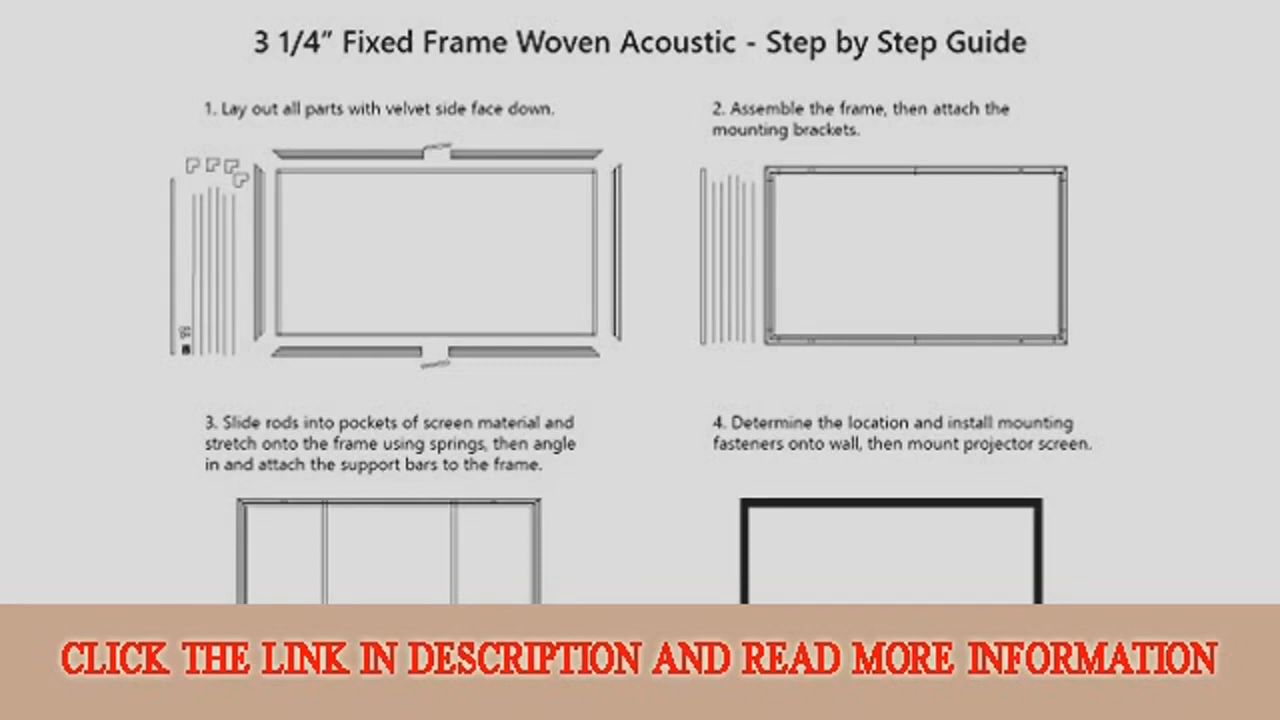 3 1/4” Fixed Frame Woven Acoustic - Step by Step Guide
1. Lay out all parts with velvet side face down.
2. Assemble the frame, then attach the
mounting brackets.
3. Slide rods into pockets of screen material and
stretch onto the frame using springs, then angle
in and attach the support bars to the frame.
4. Determine the location and install mounting
fasteners onto wall, then mount projector screen.
CLICK THE LINK IN DESCRIPTION AND READ MORE INFORMATION